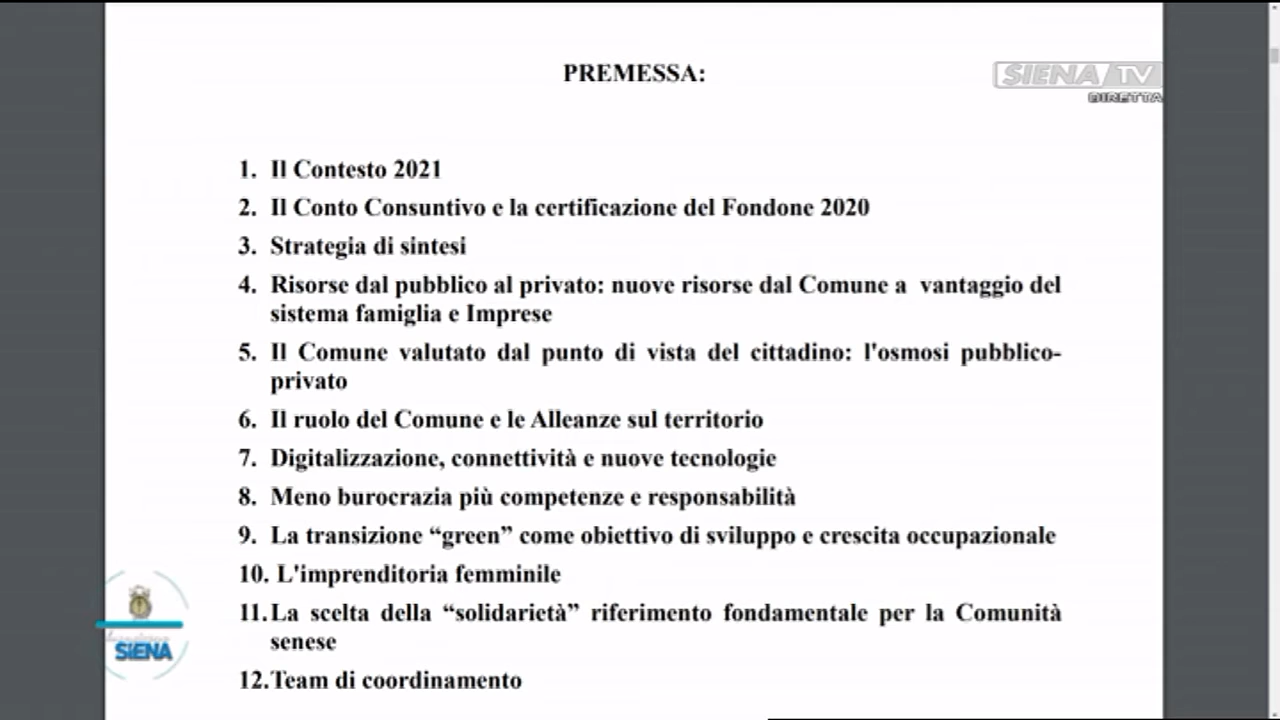 PREMESSA:
SIENA TV
DIRETTA
1. Il Contesto 2021
2. Il Conto Consuntivo e la certificazione del Fondone 2020
3. Strategia di sintesi
4. Risorse dal pubblico al privato: nuove risorse dal Comune a vantaggio del
sistema famiglia e Imprese
5. Il Comune valutato dal punto di vista del cittadino: l'osmosi pubblico-
privato
6. Il ruolo del Comune e le Alleanze sul territorio
7. Digitalizzazione, connettività e nuove tecnologie
8. Meno burocrazia più competenze e responsabilità
9. La transizione “green” come obiettivo di sviluppo e crescita occupazionale
10. L'imprenditoria femminile
11.La scelta della “solidarietà” riferimento fondamentale per la Comunità
senese
12.Team di coordinamento
SIENA